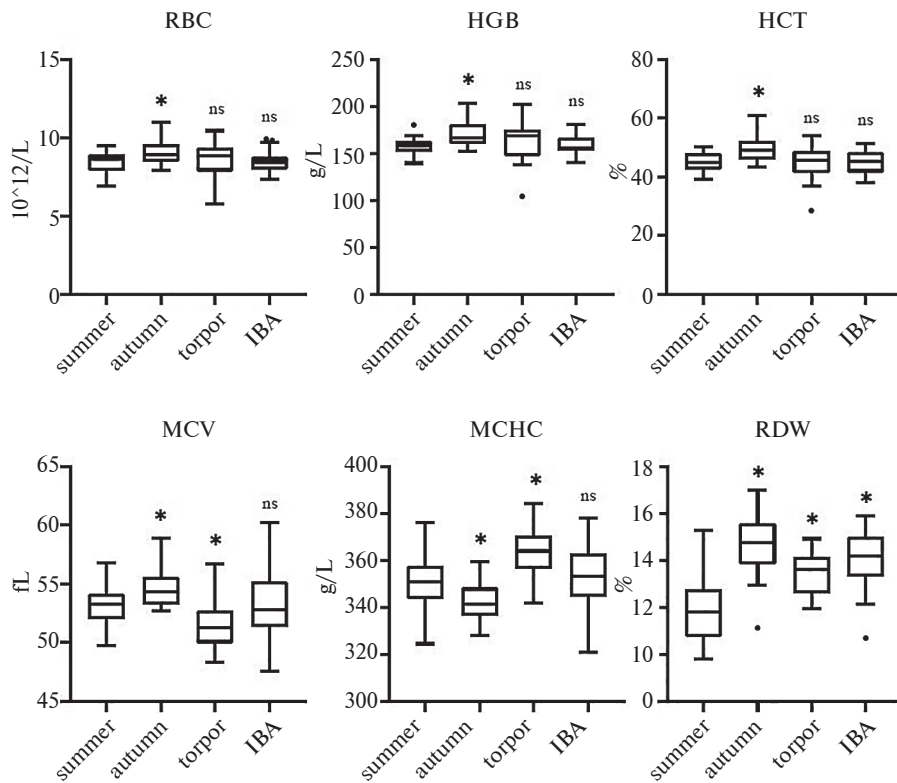 RBC
15
10
5
0
10^12/L
*
ns
ns
summer
autumn
torpor
IBA
HGB
250
200
150
100
50
0
g/L
*
ns
ns
summer
autumn
torpor
IBA
HCT
80
60
40
20
0
%
*
ns
ns
summer
autumn
torpor
IBA
MCV
65
60
55
50
45
fL
*
*
ns
summer
autumn
torpor
IBA
MCHC
400
380
360
340
320
300
g/L
*
*
ns
summer
autumn
torpor
IBA
RDW
18
16
14
12
10
0
%
*
*
*
summer
autumn
torpor
IBA